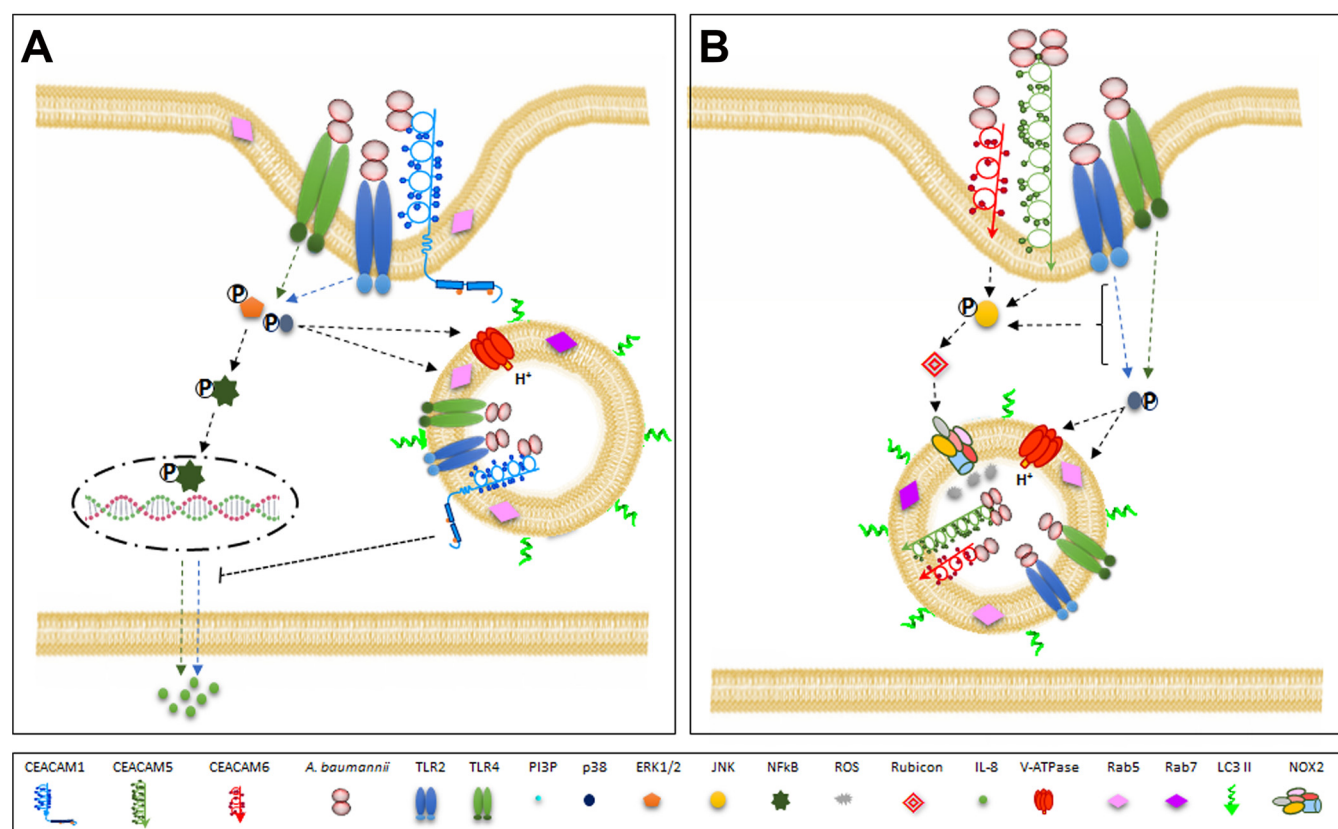 A
B
P
P
P
P
H+
P
P
H+
CEACAM1 CEACAM5 CEACAM6 A. baumannii TLR2 TLR4 PI3P p38 ERK1/2 JNK NFkB ROS Rubicon IL-8 V-ATPase Rab5 Rab7 LC3 II NOX2